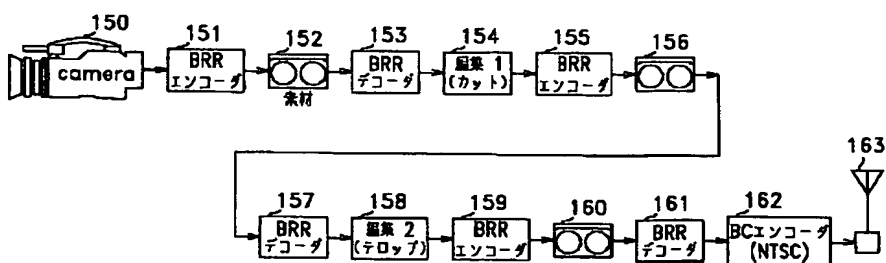 150
camera
151
BRR
エンコーダ
152
素材
153
BRR
デコーダ
154
編集 1
(カット)
155
BRR
エンコーダ
156
157
BRR
デコーダ
158
編集 2
(テロップ)
159
BRR
エンコーダ
160
161
BRR
デコーダ
162
BCエンコーダ
(NTSC)
163